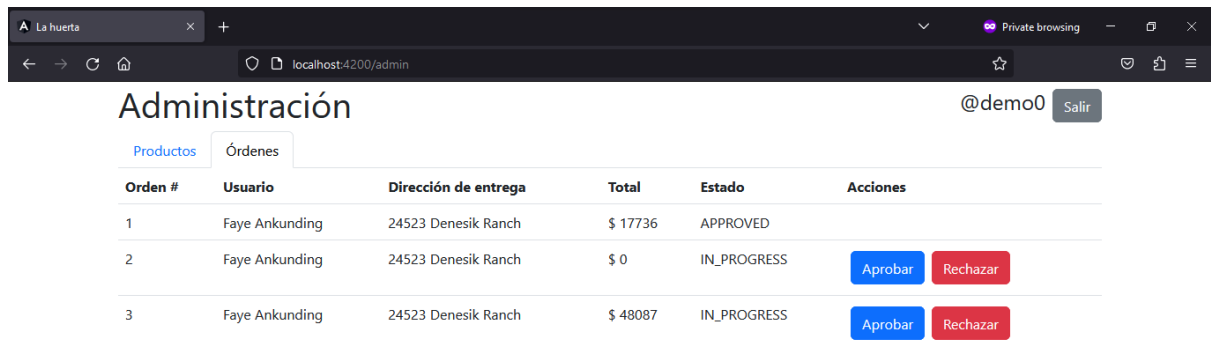 La huerta
Private browsing
localhost:4200/admin
Administración
@demo0 Salir
Productos Órdenes
Orden # Usuario Dirección de entrega Total Estado Acciones
1 Faye Ankunding 24523 Denesik Ranch $ 17736 APPROVED
2 Faye Ankunding 24523 Denesik Ranch $ 0 IN_PROGRESS Aprobar Rechazar
3 Faye Ankunding 24523 Denesik Ranch $ 48087 IN_PROGRESS Aprobar Rechazar